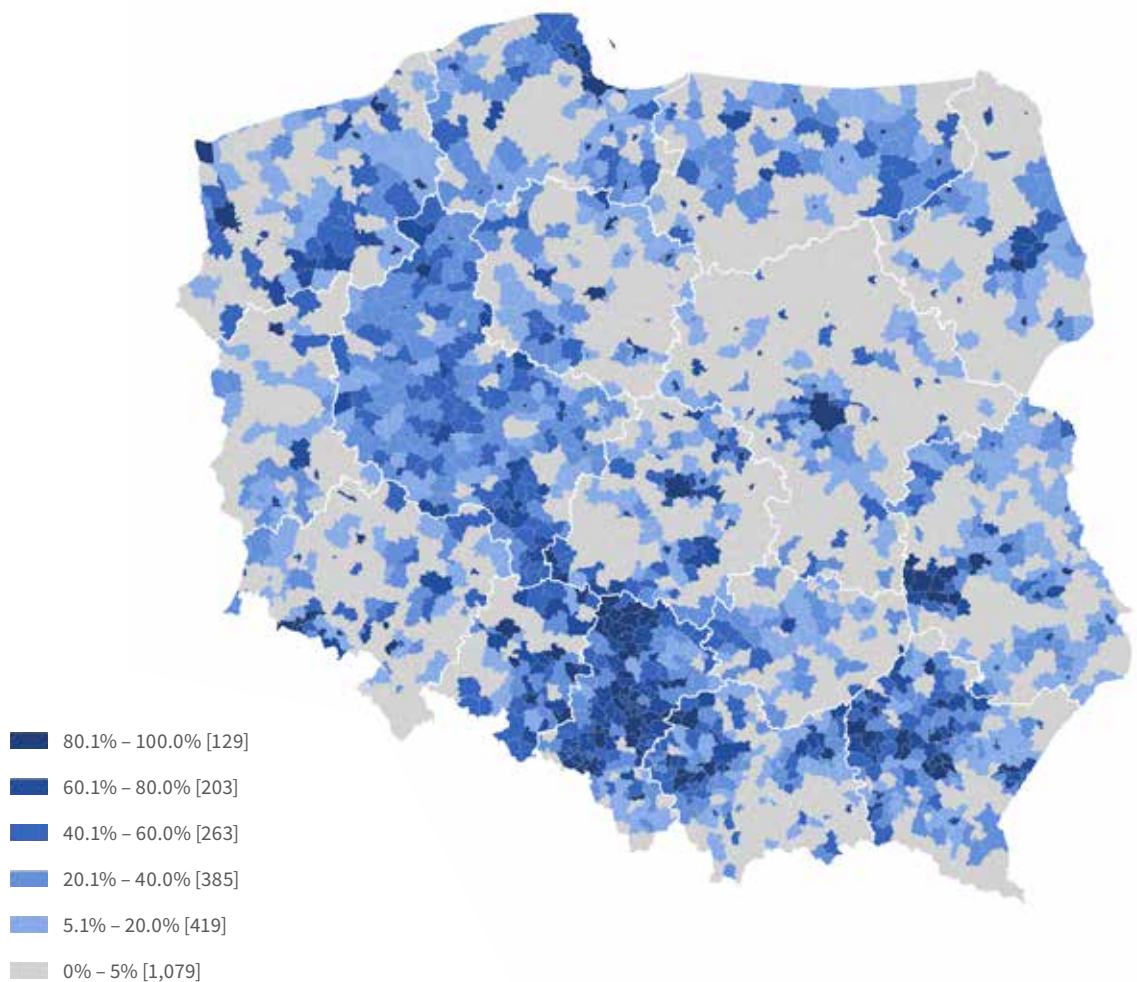 80.1% – 100.0% [129]
60.1% – 80.0% [203]
40.1% – 60.0% [263]
20.1% – 40.0% [385]
5.1% – 20.0% [419]
0% – 5% [1,079]